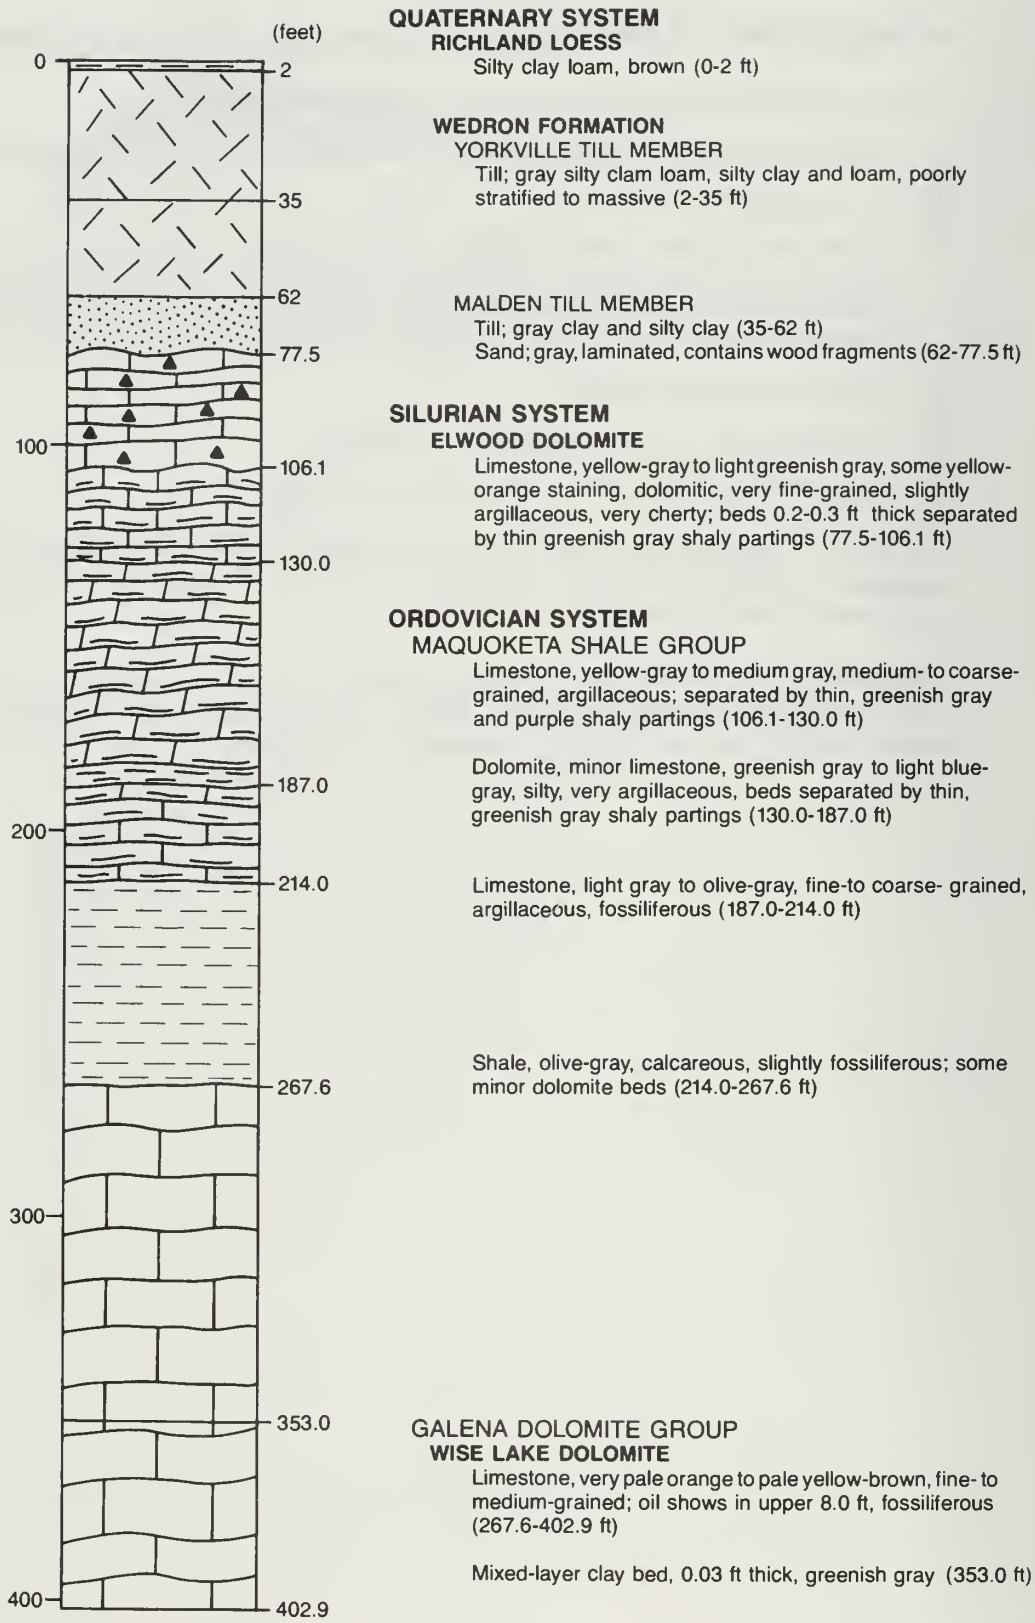 (feet)
0
2
35
62
77.5
100
106.1
130.0
187.0
200
214.0
267.6
300
353.0
400
402.9
QUATERNARY SYSTEM
RICHLAND LOESS
Silty clay loam, brown (0-2 ft)
WEDRON FORMATION
YORKVILLE TILL MEMBER
Till; gray silty clam loam, silty clay and loam, poorly
stratified to massive (2-35 ft)
MALDEN TILL MEMBER
Till; gray clay and silty clay (35-62 ft)
Sand; gray, laminated, contains wood fragments (62-77.5 ft)
SILURIAN SYSTEM
ELWOOD DOLOMITE
Limestone, yellow-gray to light greenish gray, some yellow-
orange staining, dolomitic, very fine-grained, slightly
argillaceous, very cherty; beds 0.2-0.3 ft thick separated
by thin greenish gray shaly partings (77.5-106.1 ft)
ORDOVICIAN SYSTEM
MAQUOKETA SHALE GROUP
Limestone, yellow-gray to medium gray, medium- to coarse-
grained, argillaceous; separated by thin, greenish gray
and purple shaly partings (106.1-130.0 ft)
Dolomite, minor limestone, greenish gray to light blue-
gray, silty, very argillaceous, beds separated by thin,
greenish gray shaly partings (130.0-187.0 ft)
Limestone, light gray to olive-gray, fine-to coarse- grained,
argillaceous, fossiliferous (187.0-214.0 ft)
Shale, olive-gray, calcareous, slightly fossiliferous; some
minor dolomite beds (214.0-267.6 ft)
GALENA DOLOMITE GROUP
WISE LAKE DOLOMITE
Limestone, very pale orange to pale yellow-brown, fine- to
medium-grained; oil shows in upper 8.0 ft, fossiliferous
(267.6-402.9 ft)
Mixed-layer clay bed, 0.03 ft thick, greenish gray (353.0 ft)